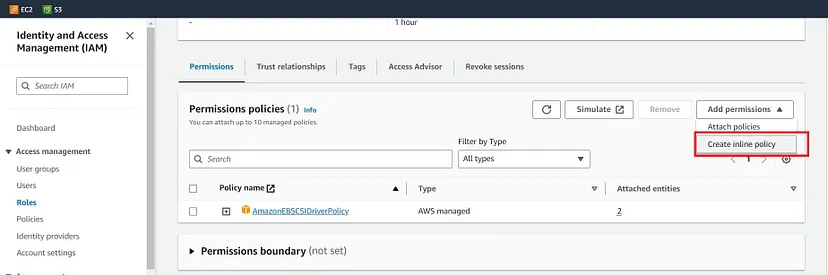 EC2 S3
Identity and Access
Management (IAM)
Search IAM
Dashboard
Access management
User groups
Users
Roles
Policies
Identity providers
Account settings
-
1 hour
Permissions Trust relationships Tags Access Advisor Revoke sessions
Permissions policies (1) Info
You can attach up to 10 managed policies.
Simulate Remove Add permissions
Attach policies
Create inline policy
Filter by Type
Search All types 1
Policy name Type Attached entities
AmazonEBSCSIDriverPolicy AWS managed 2
Permissions boundary (not set)